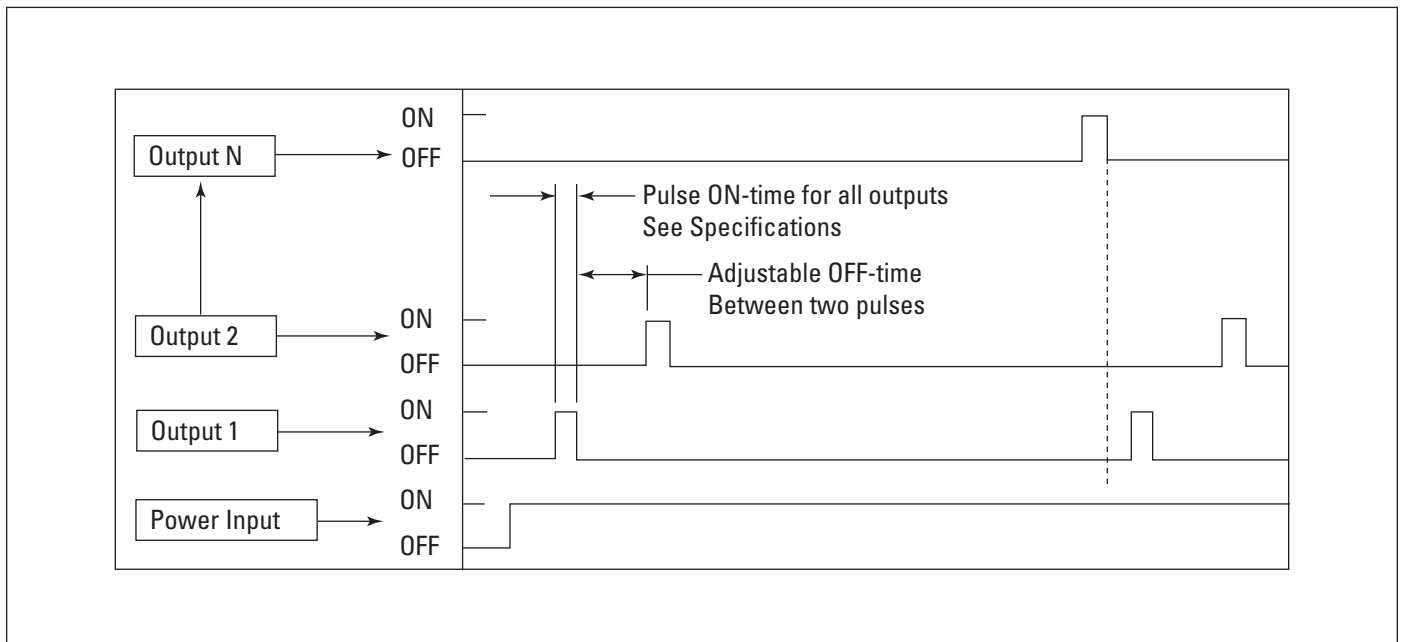 ON
Output N
OFF
Pulse ON-time for all outputs
See Specifications
Adjustable OFF-time
Between two pulses
ON
Output 2
OFF
ON
Output 1
OFF
ON
Power Input
OFF